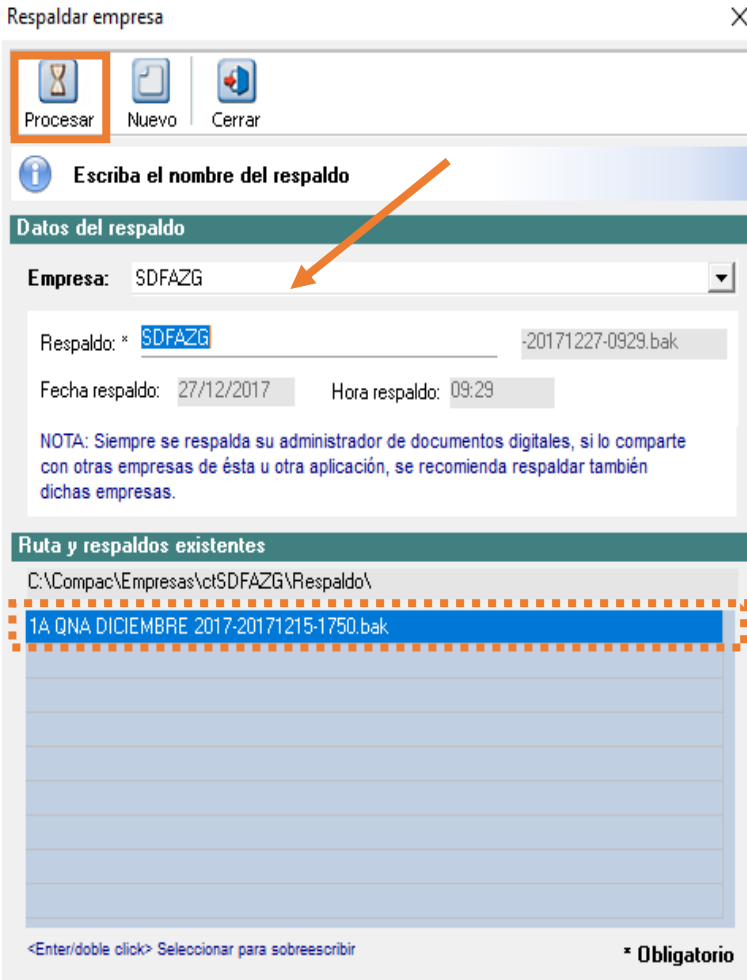 Respaldar empresa
Procesar Nuevo Cerrar
Escriba el nombre del respaldo
Datos del respaldo
Empresa: SDFAZG
Respaldo: * SDFAZG -20171227-0929.bak
Fecha respaldo: 27/12/2017 Hora respaldo: 09:29
NOTA: Siempre se respalda su administrador de documentos digitales, si lo comparte
con otras empresas de ésta u otra aplicación, se recomienda respaldar también
dichas empresas.
Ruta y respaldos existentes
C:\Compac\Empresas\ctSDFAZG\Respaldo\
1A QNA DICIEMBRE 2017-20171215-1750.bak
<Enter/doble click> Seleccionar para sobreescribir
* Obligatorio